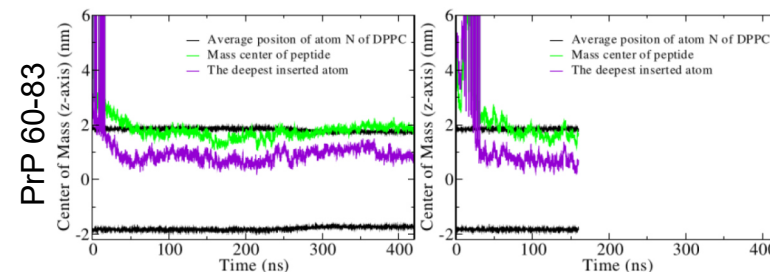 PrP 60-83
Center of Mass (z-axis) (nm)
6
4
2
0
-2
Average positon of atom N of DPPC
Mass center of peptide
The deepest inserted atom
0
100
200
300
400
Time (ns)
Center of Mass (z-axis) (nm)
6
4
2
0
-2
Average positon of atom N of DPPC
Mass center of peptide
The deepest inserted atom
0
100
200
300
400
Time (ns)